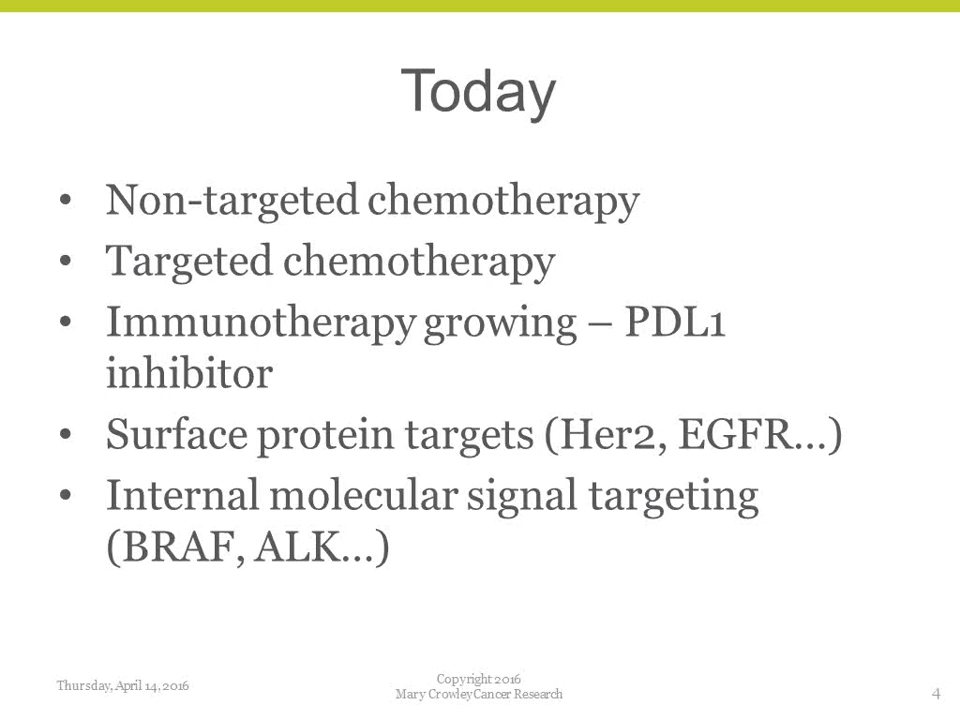 Today
• Non-targeted chemotherapy
• Targeted chemotherapy
• Immunotherapy growing – PDL1
inhibitor
• Surface protein targets (Her2, EGFR…)
• Internal molecular signal targeting
(BRAF, ALK…)
Thursday, April 14, 2016
Copyright 2016
Mary CrowleyCancer Research
4